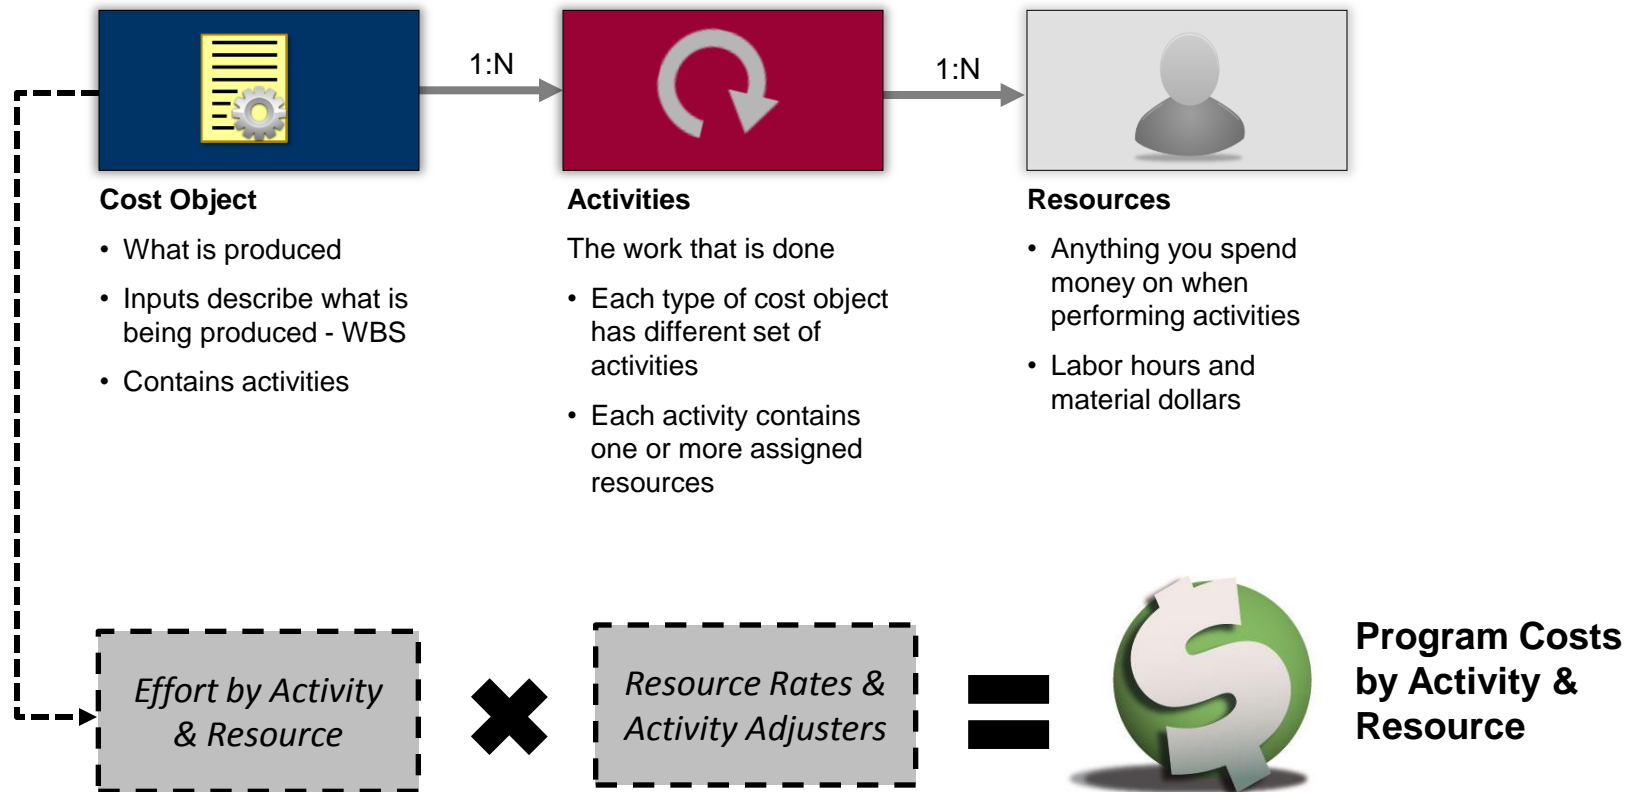 1:N
1:N
Cost Object
• What is produced
• Inputs describe what is
being produced - WBS
• Contains activities
Activities
The work that is done
• Each type of cost object
has different set of
activities
• Each activity contains
one or more assigned
resources
Resources
• Anything you spend
money on when
performing activities
• Labor hours and
material dollars
Effort by Activity
& Resource
Resource Rates &
Activity Adjusters
$
Program Costs
by Activity &
Resource